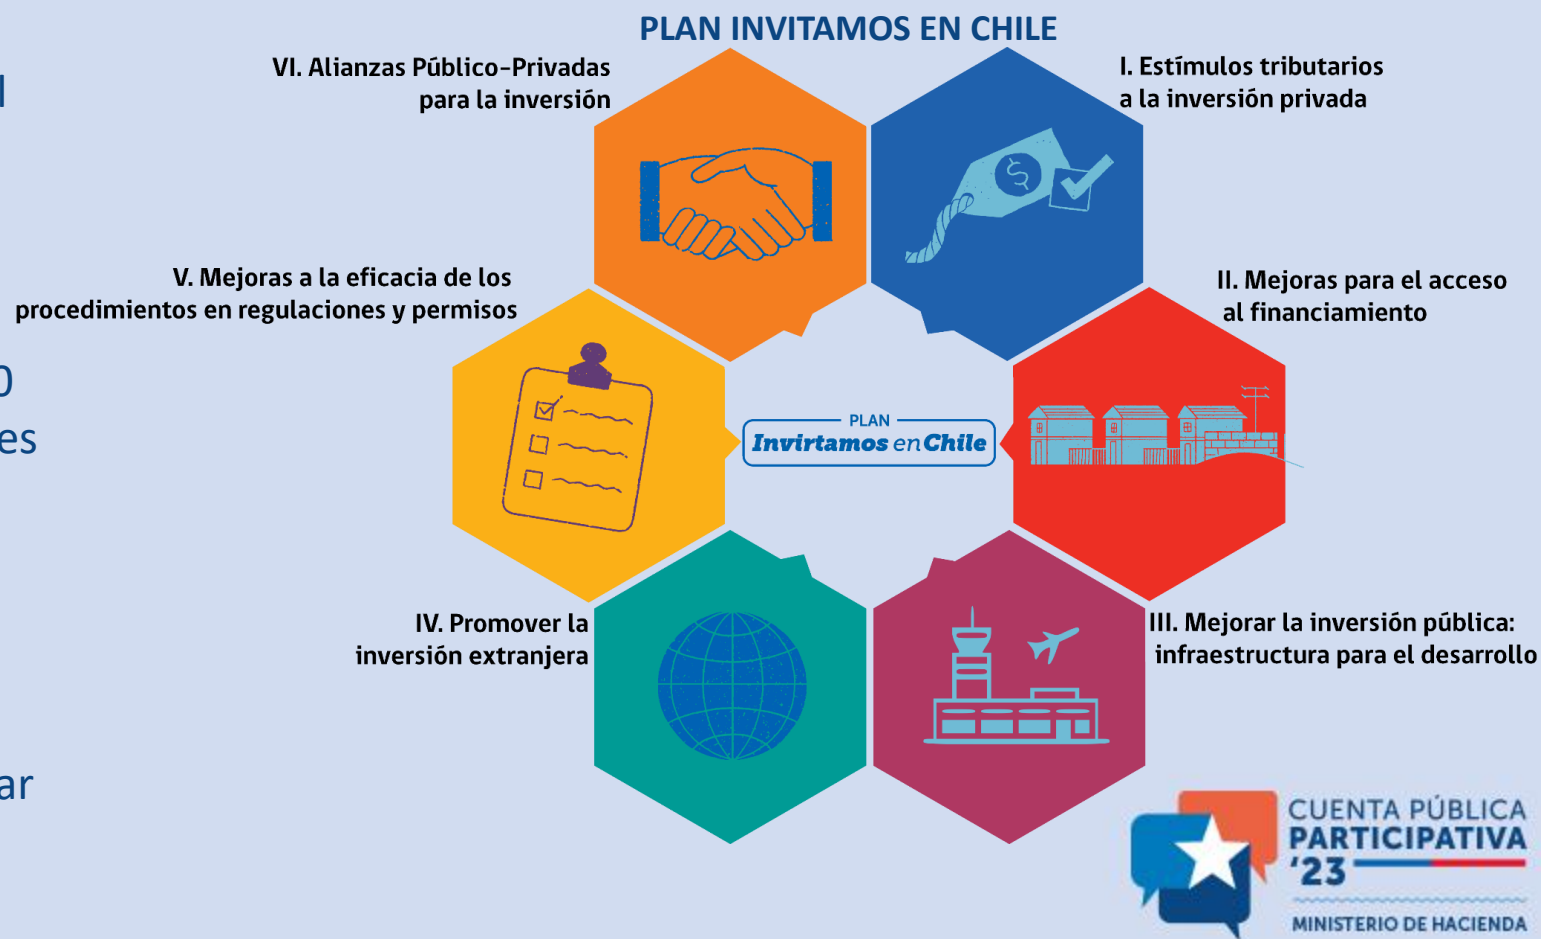 PLAN INVITAMOS EN CHILE
VI. Alianzas Público-Privadas
para la inversión
I. Estímulos tributarios
a la inversión privada
V. Mejoras a la eficacia de los
procedimientos en regulaciones y permisos
II. Mejoras para el acceso
al financiamiento
es
PLAN
Invirtamos en Chile
IV. Promover la
inversión extranjera
III. Mejorar la inversión pública:
infraestructura para el desarrollo
ar
CUENTA PÚBLICA
PARTICIPATIVA
'23
MINISTERIO DE HACIENDA